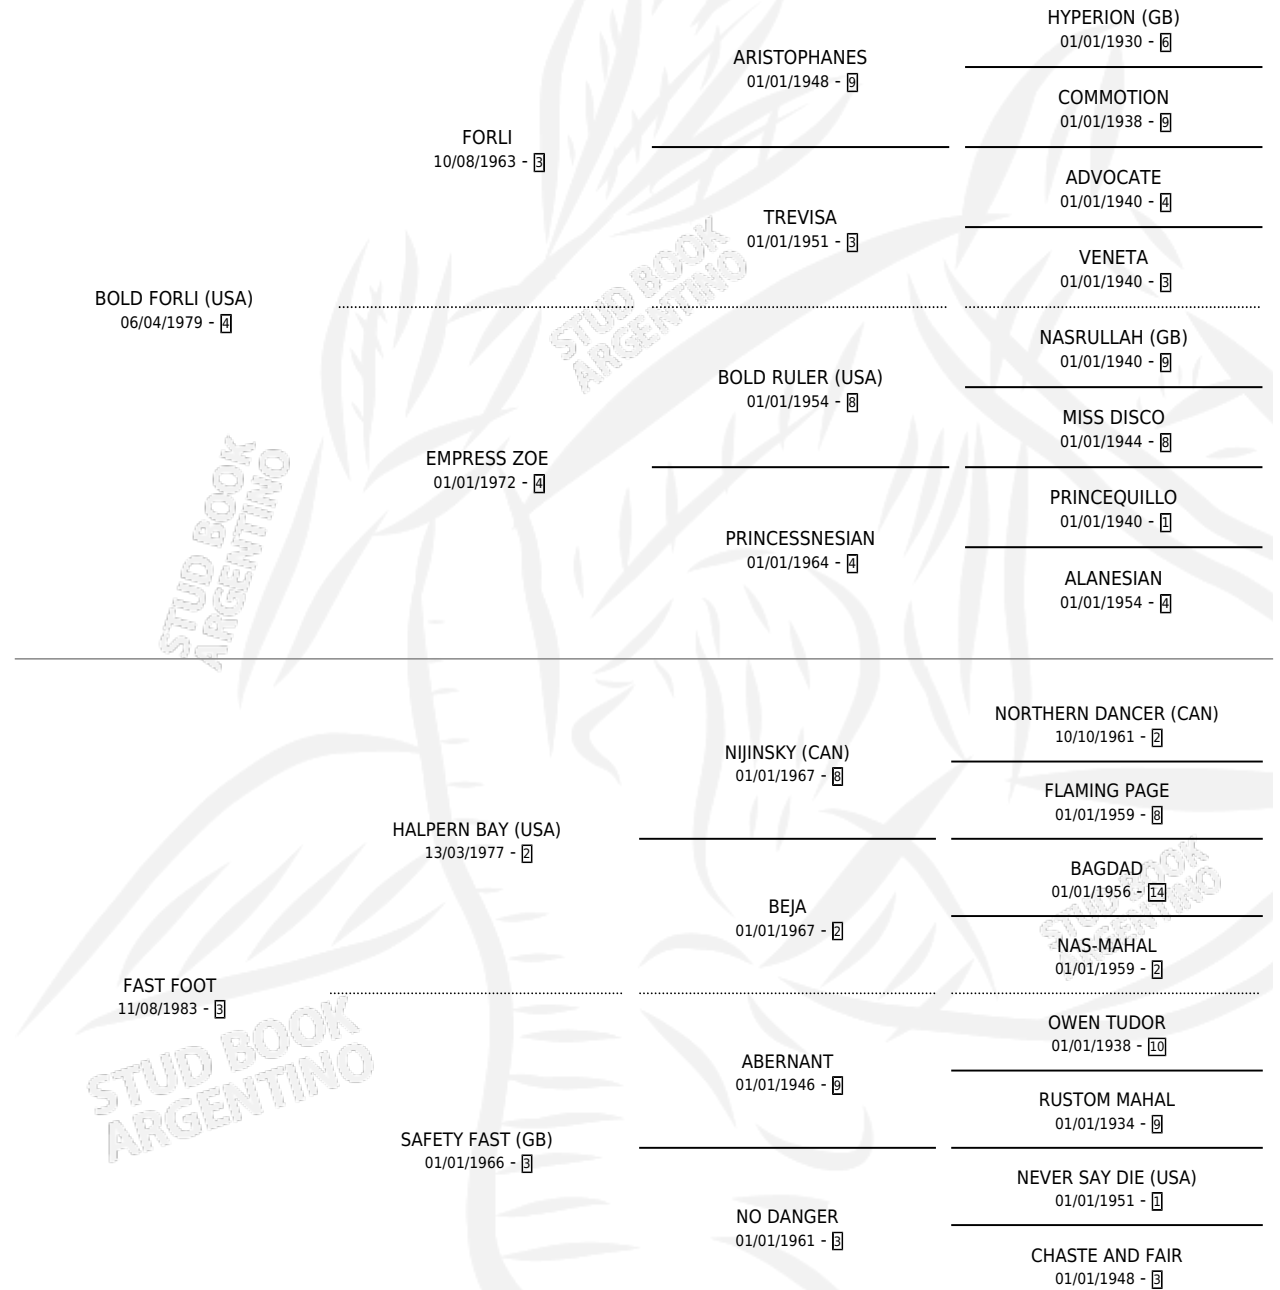 HYPERION (GB)
01/01/1930 - 6
ARISTOPHANES
01/01/1948 - 9
COMMOTION
01/01/1938 - 9
FORLI
10/08/1963 - 3
ADVOCATE
01/01/1940 - 4
TREVISA
01/01/1951 - 3
VENETA
01/01/1940 - 3
BOLD FORLI (USA)
06/04/1979 - 4
NASRULLAH (GB)
01/01/1940 - 9
BOLD RULER (USA)
01/01/1954 - 8
MISS DISCO
01/01/1944 - 8
EMPRESS ZOE
01/01/1972 - 4
PRINCEQUILLO
01/01/1940 - 1
PRINCESSNESIAN
01/01/1964 - 4
ALANESIAN
01/01/1954 - 4
NORTHERN DANCER (CAN)
10/10/1961 - 2
NIJINSKY (CAN)
01/01/1967 - 8
FLAMING PAGE
01/01/1959 - 8
HALPERN BAY (USA)
13/03/1977 - 2
BAGDAD
01/01/1956 - 14
BEJA
01/01/1967 - 2
NAS-MAHAL
01/01/1959 - 2
FAST FOOT
11/08/1983 - 3
OWEN TUDOR
01/01/1938 - 10
ABERNANT
01/01/1946 - 9
RUSTOM MAHAL
01/01/1934 - 9
SAFETY FAST (GB)
01/01/1966 - 3
NEVER SAY DIE (USA)
01/01/1951 - 1
NO DANGER
01/01/1961 - 3
CHASTE AND FAIR
01/01/1948 - 3
STUD BOOK
ARGENTINO
STUD BOOK
ARGENTINO
STUD BOOK
ARGENTINO
STUD BOOK
ARGENTINO